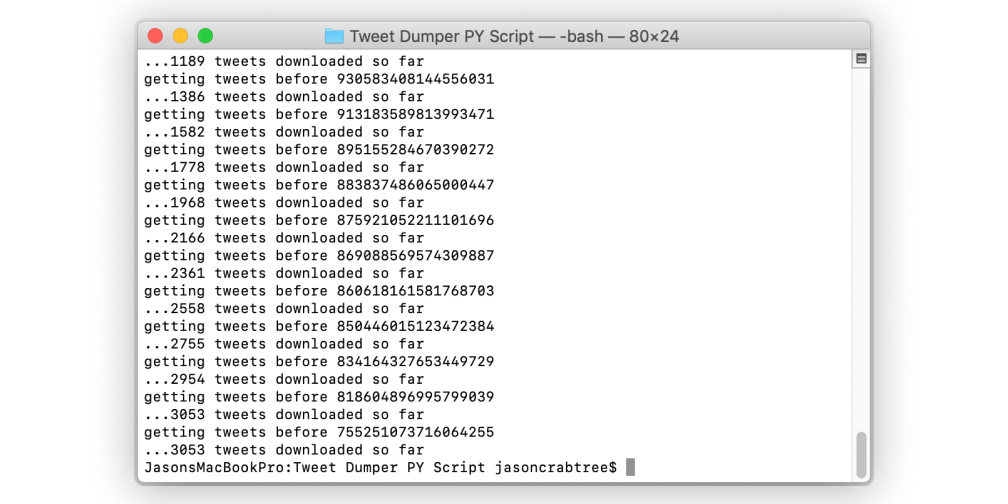 Tweet Dumper PY Script — -bash — 80×24
...1189 tweets downloaded so far
getting tweets before 930583408144556031
...1386 tweets downloaded so far
getting tweets before 913183589813993471
...1582 tweets downloaded so far
getting tweets before 895155284670390272
...1778 tweets downloaded so far
getting tweets before 883837486065000447
...1968 tweets downloaded so far
getting tweets before 875921052211101696
...2166 tweets downloaded so far
getting tweets before 869088569574309887
...2361 tweets downloaded so far
getting tweets before 860618161581768703
...2558 tweets downloaded so far
getting tweets before 850446015123472384
...2755 tweets downloaded so far
getting tweets before 834164327653449729
...2954 tweets downloaded so far
getting tweets before 818604896995799039
...3053 tweets downloaded so far
getting tweets before 755251073716064255
...3053 tweets downloaded so far
JasonsMacBookPro:Tweet Dumper PY Script jasoncrabtree$